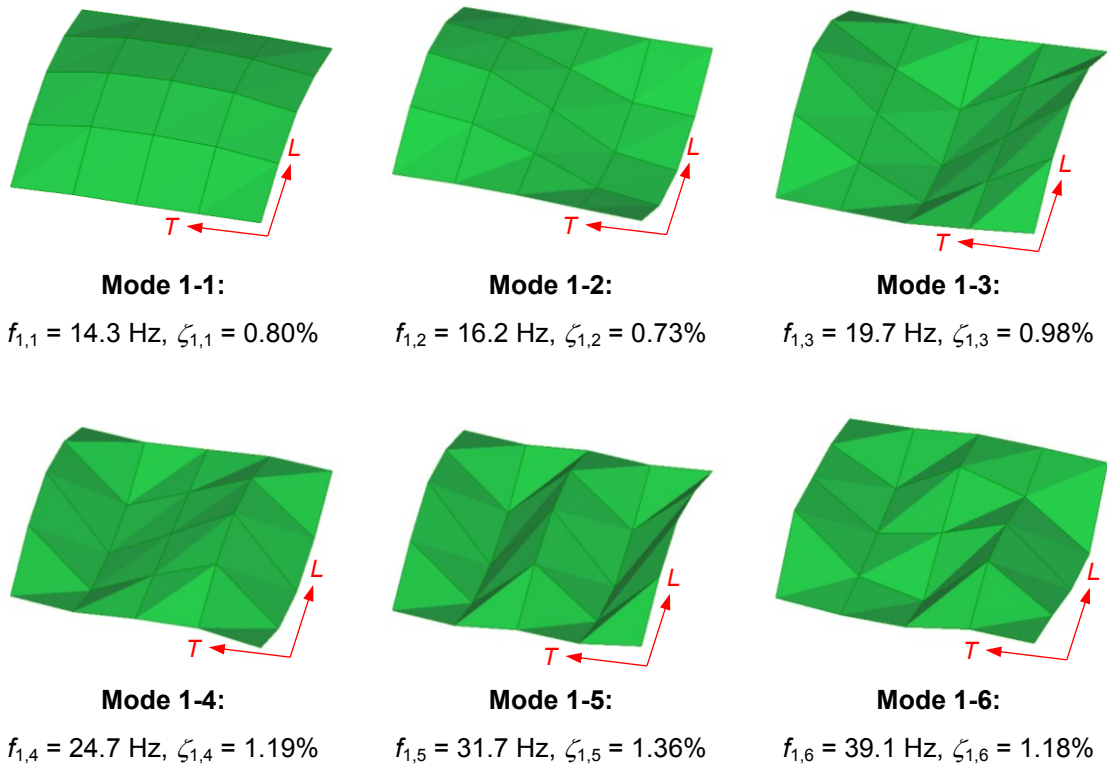 L
T
L
T
L
T
Mode 1-1:
Mode 1-2:
Mode 1-3:
f1,1 = 14.3 Hz, ζ1,1 = 0.80%
f1,2 = 16.2 Hz, ζ1,2 = 0.73%
f1,3 = 19.7 Hz, ζ1,3 = 0.98%
L
T
L
T
L
T
Mode 1-4:
Mode 1-5:
Mode 1-6:
f1,4 = 24.7 Hz, ζ1,4 = 1.19%
f1,5 = 31.7 Hz, ζ1,5 = 1.36%
f1,6 = 39.1 Hz, ζ1,6 = 1.18%